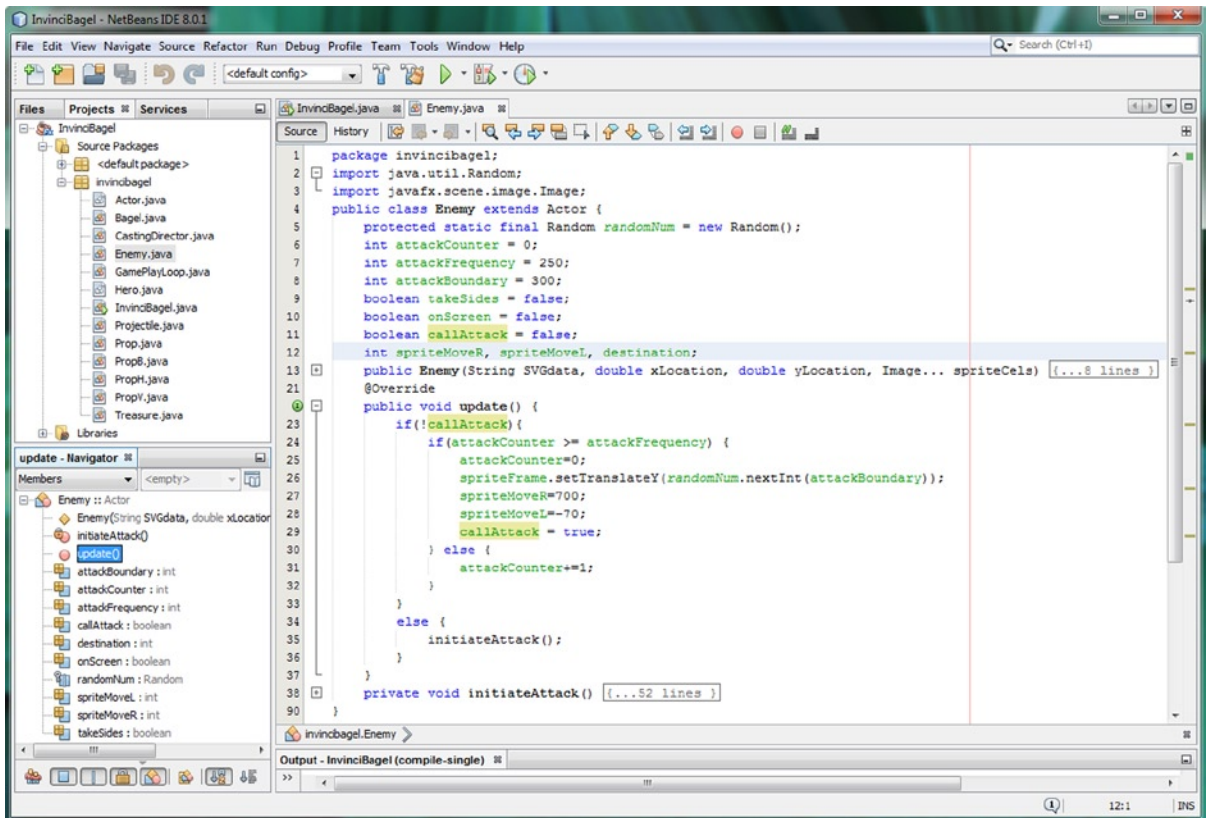 InvinciBagel - NetBeans IDE 8.0.1
File Edit View Navigate Source Refactor Run Debug Profile Team Tools Window Help
Search (Ctrl+I)
<default config>
Files Projects Services
InvinciBagel
Source Packages
<default package>
invincibagel
Actor.java
Bagel.java
CastingDirector.java
Enemy.java
GamePlayLoop.java
Hero.java
InvinciBagel.java
Projectile.java
Prop.java
PropB.java
PropH.java
PropV.java
Treasure.java
Libraries
update - Navigator
Members <empty>
Enemy :: Actor
Enemy(String SVGdata, double xLocation
initiateAttack()
update()
attackBoundary : int
attackCounter : int
attackFrequency : int
callAttack : boolean
destination : int
onScreen : boolean
randomNum : Random
spriteMoveL : int
spriteMoveR : int
takeSides : boolean
InvinciBagel.java Enemy.java
Source History
1 package invincibagel;
2 import java.util.Random;
3 import javafx.scene.image.Image;
4 public class Enemy extends Actor {
5 protected static final Random randomNum = new Random();
6 int attackCounter = 0;
7 int attackFrequency = 250;
8 int attackBoundary = 300;
9 boolean takeSides = false;
10 boolean onScreen = false;
11 boolean callAttack = false;
12 int spriteMoveR, spriteMoveL, destination;
13 public Enemy(String SVGdata, double xLocation, double yLocation, Image... spriteCels) {...8 lines }
21 @Override
public void update() {
23 if(!callAttack){
24 if(attackCounter >= attackFrequency) {
25 attackCounter=0;
26 spriteFrame.setTranslateY(randomNum.nextInt(attackBoundary));
27 spriteMoveR=700;
28 spriteMoveL=-70;
29 callAttack = true;
30 } else {
31 attackCounter+=1;
32 }
33 }
34 else {
35 initiateAttack();
36 }
37 }
38 private void initiateAttack() {...52 lines }
90 }
invincibagel.Enemy
Output - InvinciBagel (compile-single)
12:1 INS